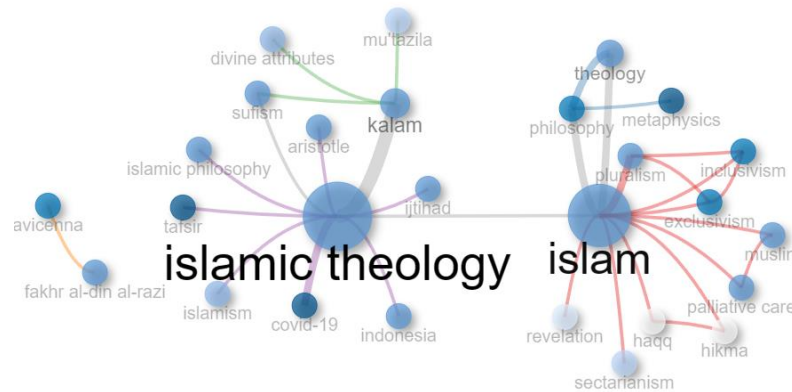 mu'tazila
divine attributes
theology
sufism
kalam
philosophy
metaphysics
aristotle
islamic philosophy
pluralism
inclusivism
ijtihad
tafsir
exclusivism
avicenna
islamic theology
islam
muslim
fakhr al-din al-razi
islamism
covid-19
indonesia
palliative care
revelation
haqq
hikma
sectarianism